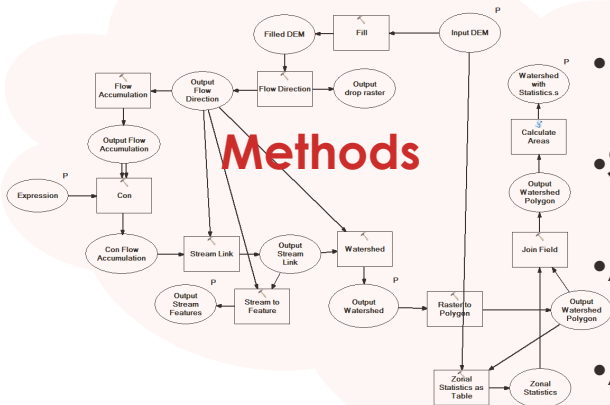 P
Filled DEM
Fill
Input DEM
P
Watershed
with
Statistics.s
Flow
Accumulation
Output
Flow
Direction
Flow Direction
Output
drop raster
Calculate
Areas
Methods
Output Flow
Accumulation
P
Expression
Con
Output
Watershed
Polygon
Con Flow
Accumulation
Stream Link
Output
Stream
Link
Watershed
Join Field
P
Output
Stream
Features
Stream to
Feature
P
Output
Watershed
Raster to
Polygon
Output
Watershed
Polygon
Zonal
Statistics as
Table
Zonal
Statistics